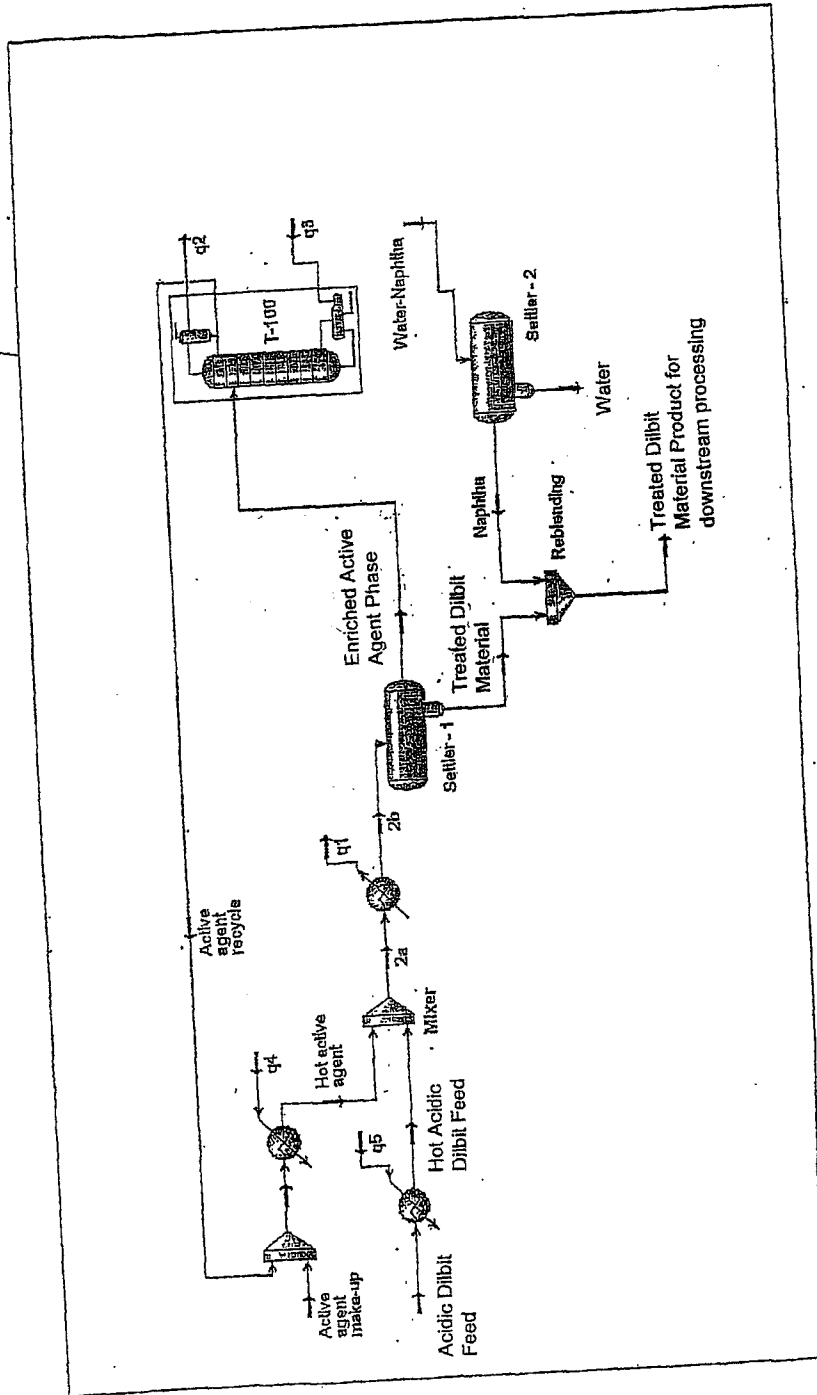 Active
agent
make-up
Acidic Dilbit
Feed
q4
q5
Hot active
agent
Hot Acidic
Dilbit Feed
Active
agent
recycle
Mixer
2a
q1
2b
Settler - 1
Enriched Active
Agent Phase
Treated Dilbit
Material
T-100
q2
q3
Water-Naphtha
Settler - 2
Water
Naphtha
Reblending
Treated Dilbit
Material Product for
downstream processing